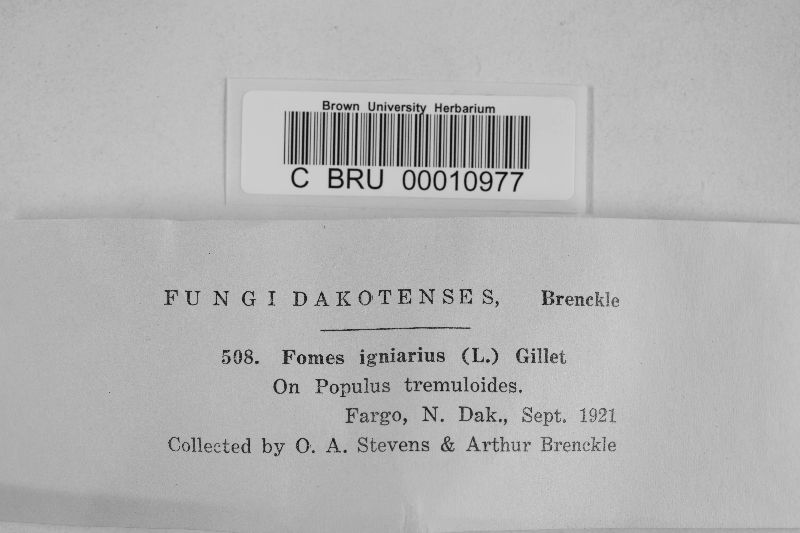 Brown University Herbarium
C BRU 00010977
FUNGI DAKOTENSES, Brenckle
508. Fomes igniarius (L.) Gillet
On Populus tremuloides.
Fargo, N. Dak., Sept. 1921
Collected by O. A. Stevens & Arthur Brenckle